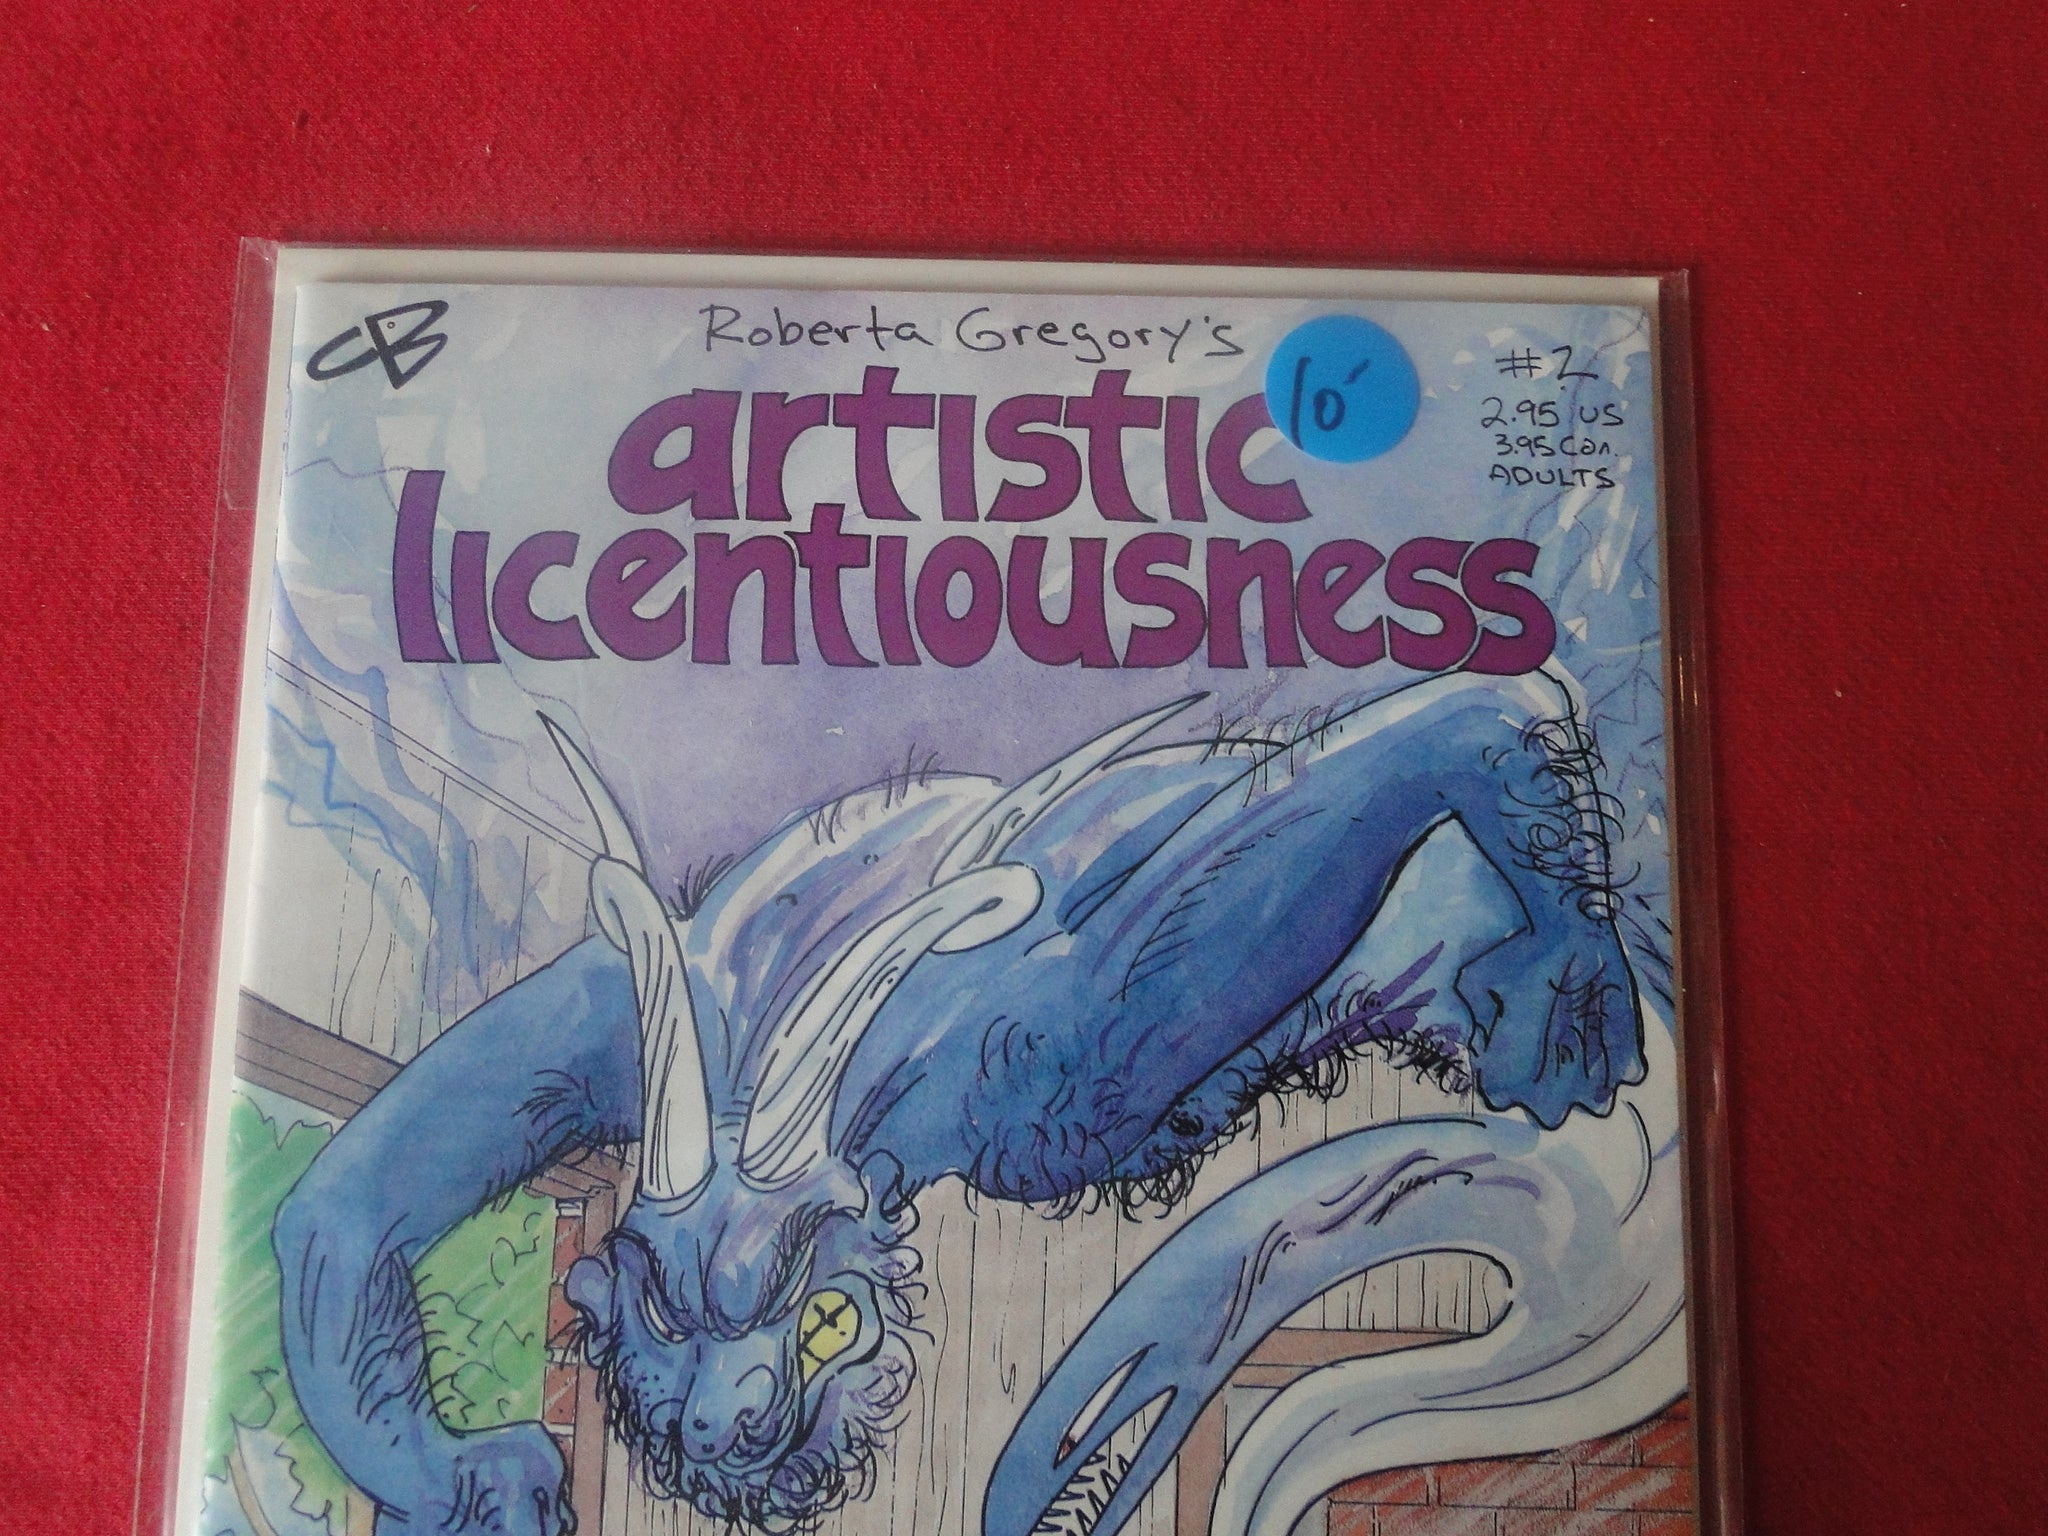 CB
Roberta Gregory's
artistic
licentiousness
10
#2
2.95 US
3.95 Can.
ADULTS